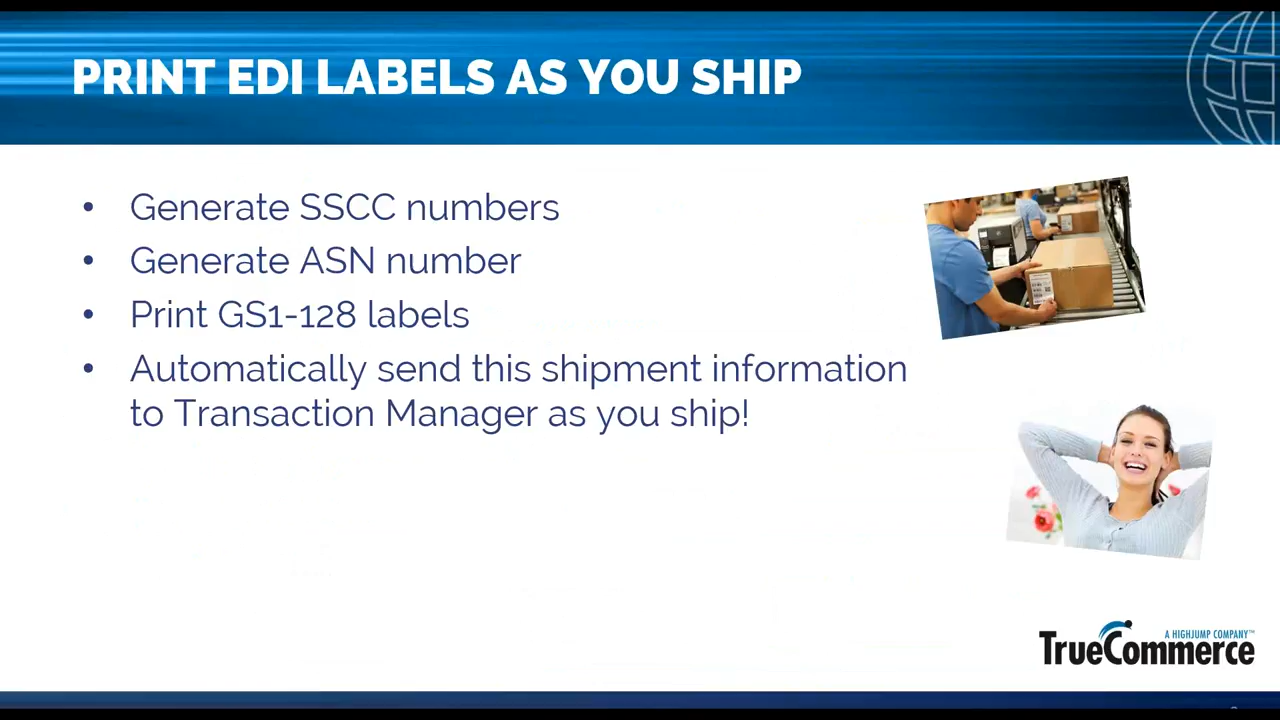 PRINT EDI LABELS AS YOU SHIP
• Generate SSCC numbers
• Generate ASN number
• Print GS1-128 labels
• Automatically send this shipment information
to Transaction Manager as you ship!
A HIGHJUMP COMPANY™
TrueCommerce